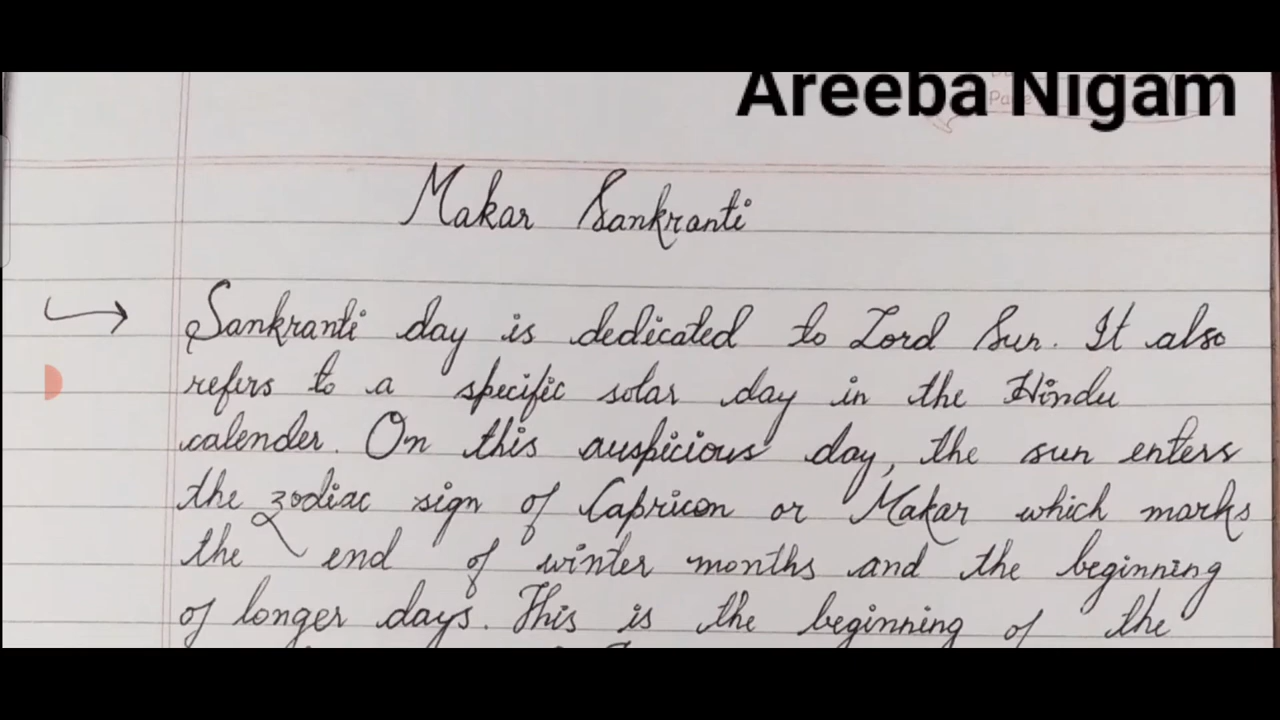 Areeba Nigam
Makar Sankranti
Sankranti day is dedicated to Lord Sun. It also
refers to a specific solar day in the Hindu
calender. On this auspicious day, the sun enters
the zodiac sign of Capricon or Makar which marks
the end of winter months and the beginning
of longer days. This is the beginning of the